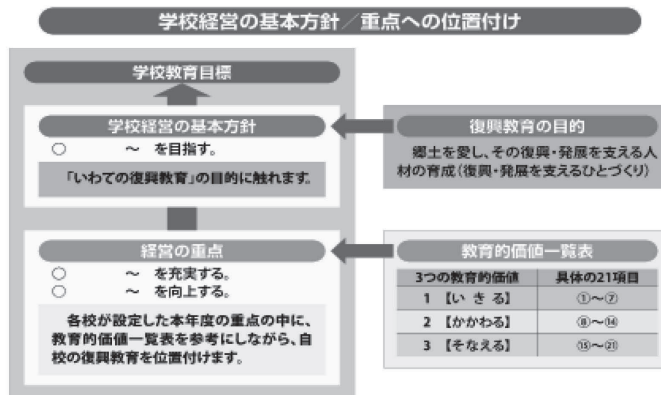 学校経営の基本方針／重点への位置付け
学校教育目標
学校経営の基本方針
○　　　～　を目指す。
「いわての復興教育」の目的に触れます。
経営の重点
○　　　～　を充実する。
○　　　～　を向上する。
各校が設定した本年度の重点の中に、
教育的価値一覧表を参考にしながら、自
校の復興教育を位置付けます。
復興教育の目的
郷土を愛し、その復興・発展を支える人
材の育成（復興・発展を支えるひとづくり）
教育的価値一覧表
3つの教育的価値　具体の21項目
1　【い き る】　①～⑦
2　【かかわる】　⑧～⑭
3　【そなえる】　⑮～㉑